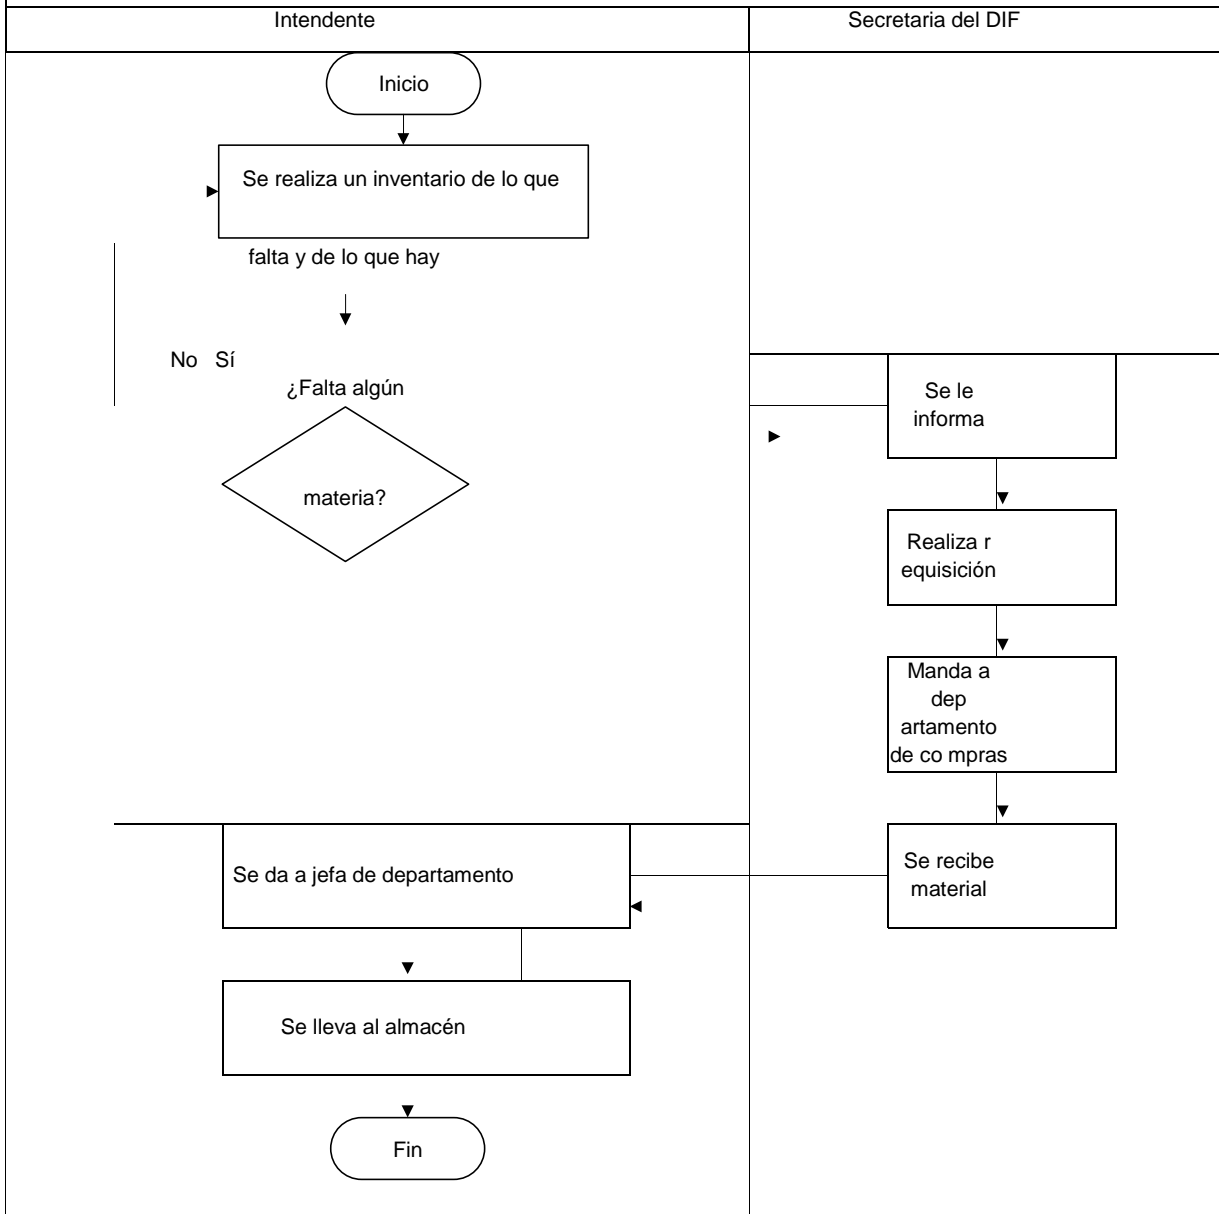 Intendente
Secretaria del DIF
Inicio
Se realiza un inventario de lo que
falta y de lo que hay
No Sí
¿Falta algún
materia?
Se le
informa
Realiza r
equisición
Manda a
dep
artamento
de co mpras
Se recibe
material
Se da a jefa de departamento
Se lleva al almacén
Fin